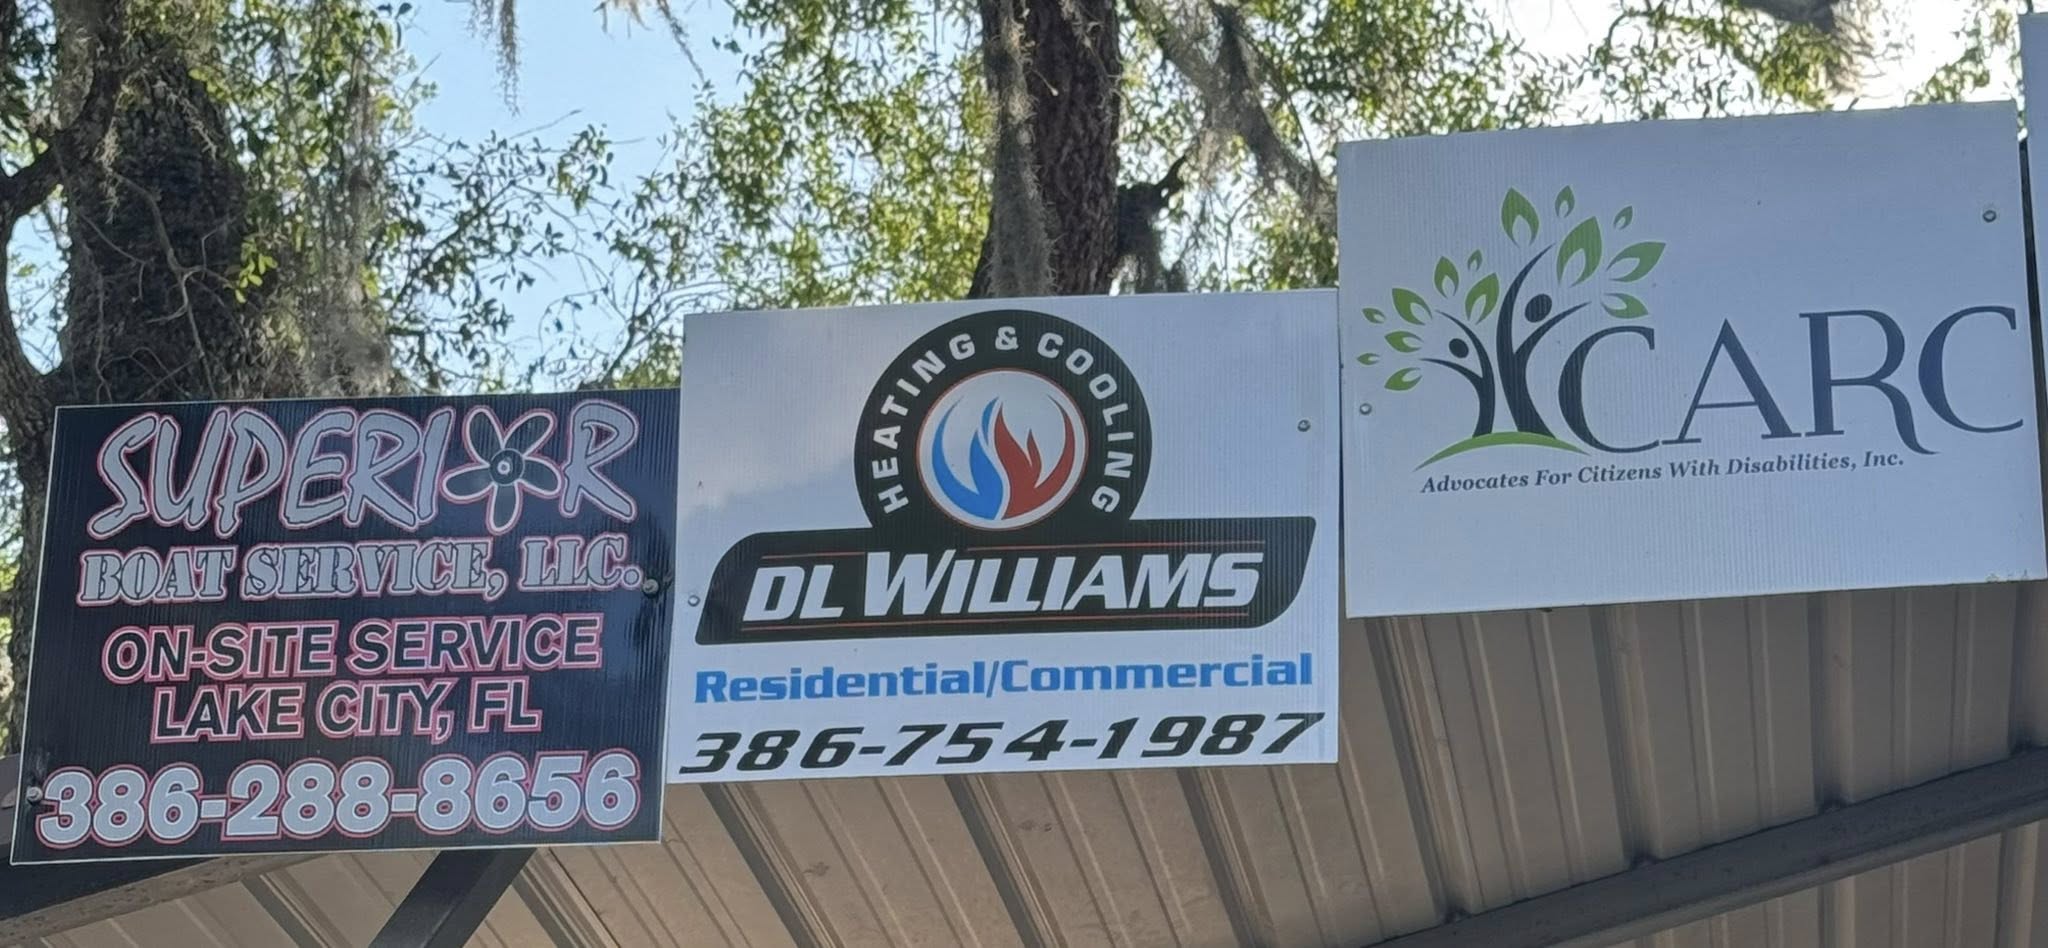 SUPERIOR
BOAT SERVICE, LLC.
ON-SITE SERVICE
LAKE CITY, FL
386-288-8656
HEATING & COOLING
DL WILLIAMS
Residential/Commercial
386-754-1987
CARC
Advocates For Citizens With Disabilities, Inc.